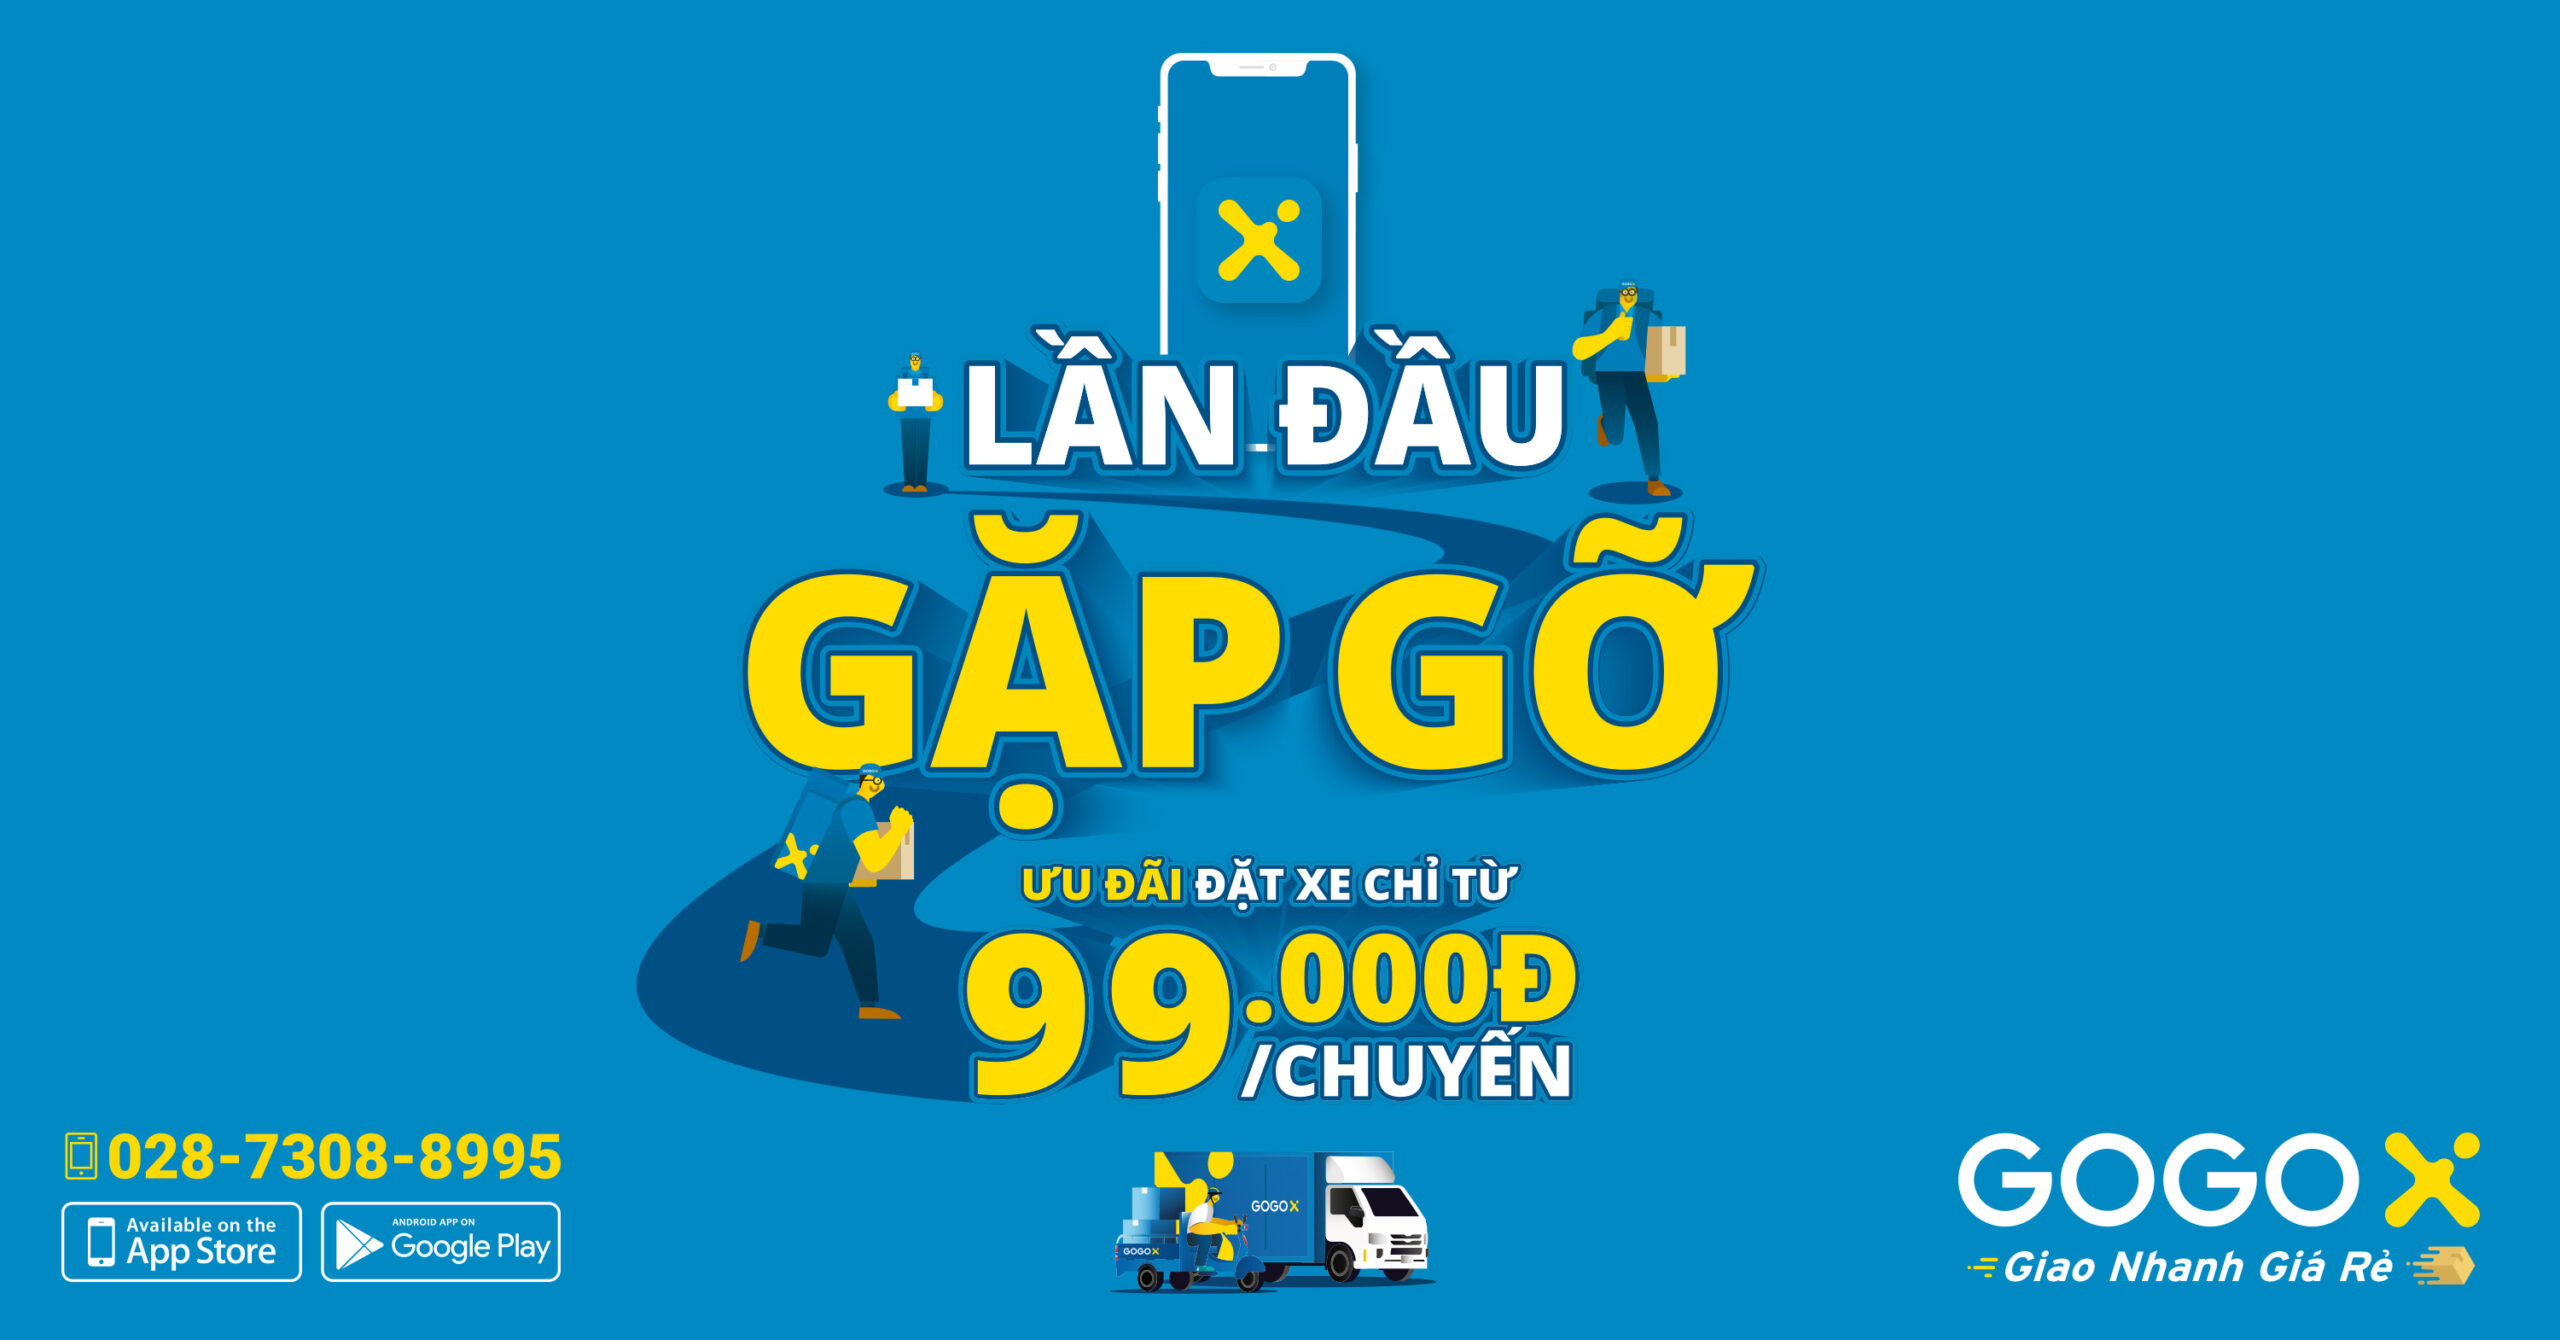 LẦN ĐẦU
GẶP GỠ
ƯU ĐÃI ĐẶT XE CHỈ TỪ
99.000Đ
/CHUYẾN
028-7308-8995
Available on the
App Store
ANDROID APP ON
Google Play
GOGOX
GOGOX
GOGOX
Giao Nhanh Giá Rẻ